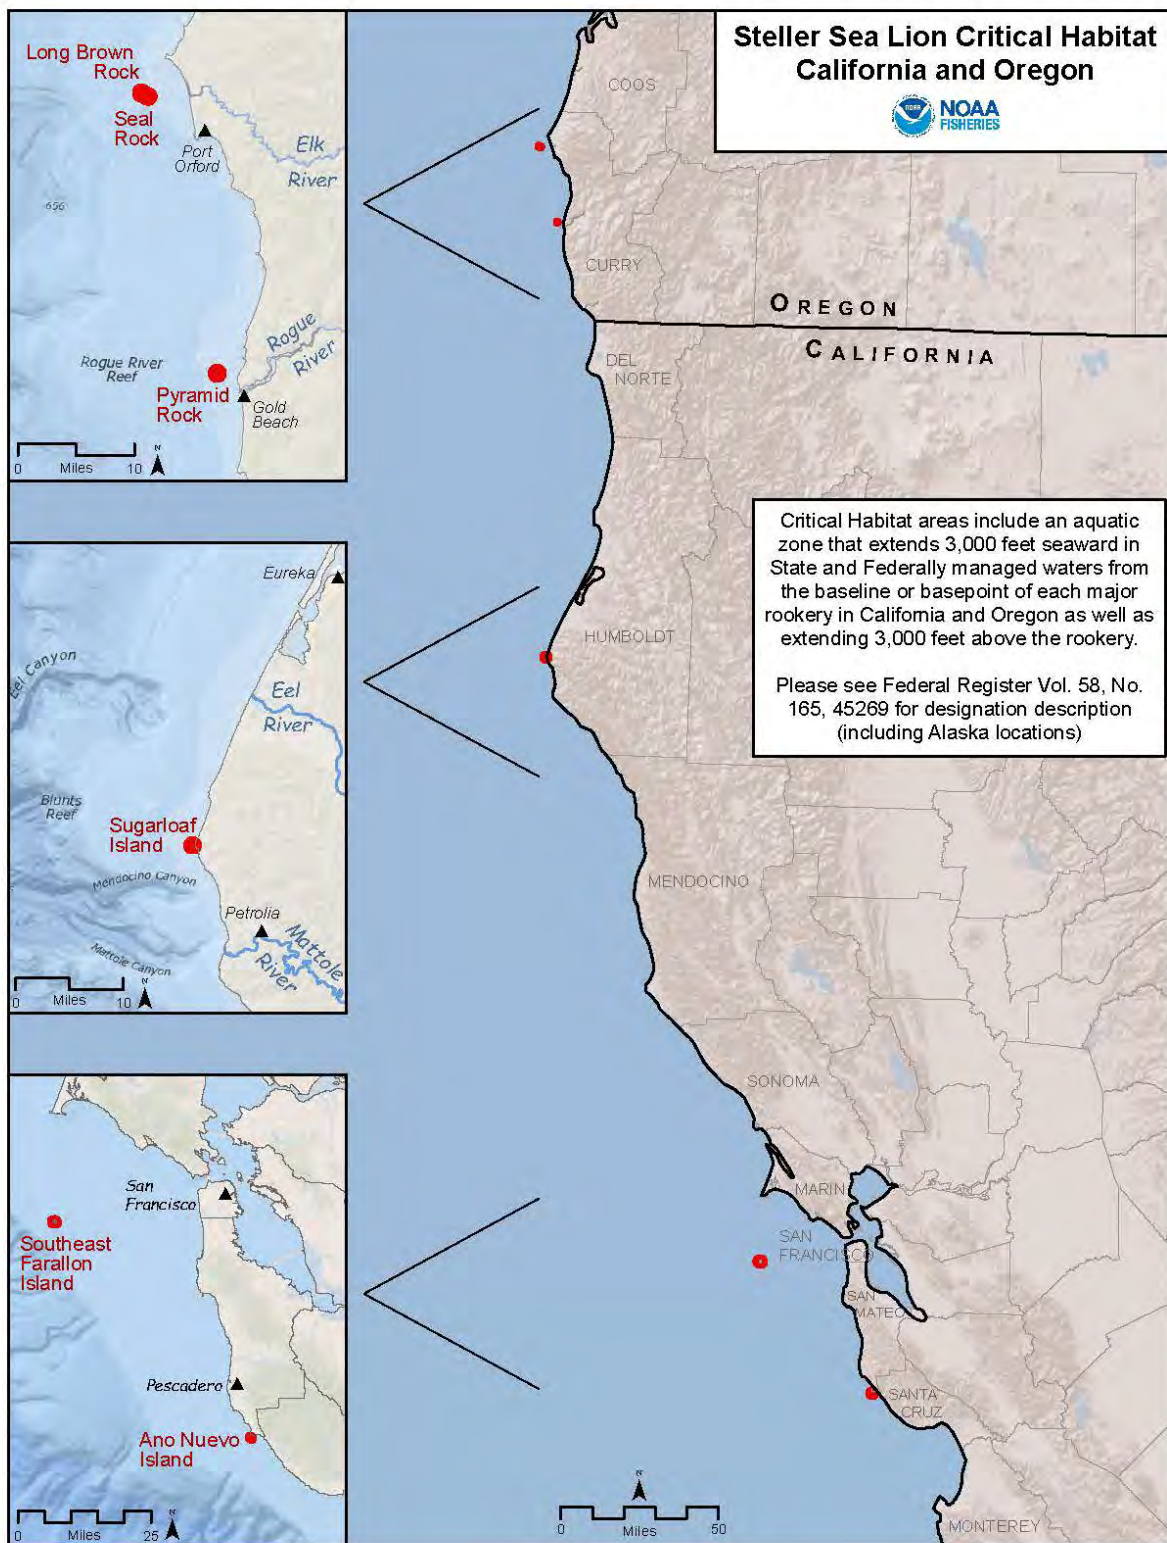 Steller Sea Lion Critical Habitat
California and Oregon
NOAA
NOAA
FISHERIES
Long Brown
Rock
Seal
Rock
Port
Orford
Elk
River
656
Rogue
River
Rogue River
Reef
Pyramid
Rock
Gold
Beach
N
0 Miles 10
Eureka
Eel Canyon
Eel
River
Blunts
Reef
Sugarloaf
Island
Mendocino Canyon
Petrolia
Mattole
River
Mattole Canyon
N
0 Miles 10
San
Francisco
Southeast
Farallon
Island
Pescadero
Ano Nuevo
Island
N
0 Miles 25
COOS
CURRY
OREGON
CALIFORNIA
DEL
NORTE
HUMBOLDT
Critical Habitat areas include an aquatic
zone that extends 3,000 feet seaward in
State and Federally managed waters from
the baseline or basepoint of each major
rookery in California and Oregon as well as
extending 3,000 feet above the rookery.
Please see Federal Register Vol. 58, No.
165, 45269 for designation description
(including Alaska locations)
MENDOCINO
SONOMA
MARIN
SAN
FRANCISCO
SAN
MATEO
SANTA
CRUZ
MONTEREY
N
0 Miles 50